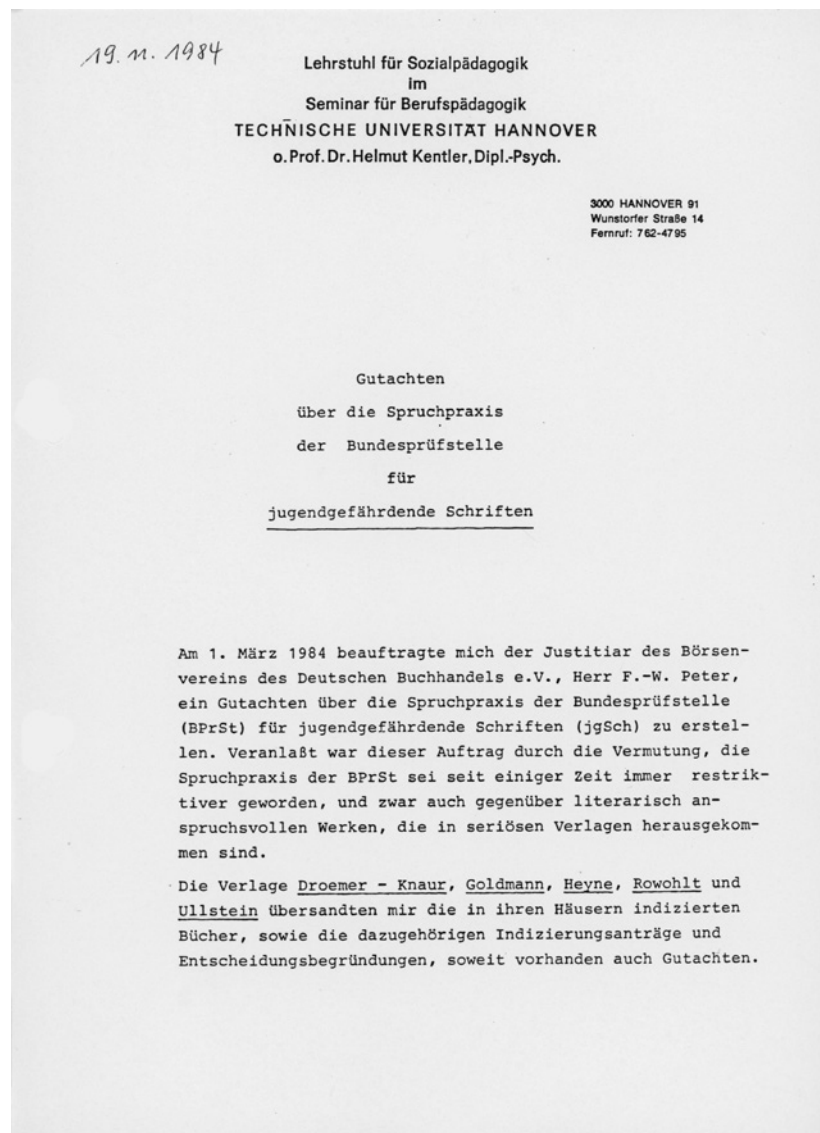 19. 11. 1984
Lehrstuhl für Sozialpädagogik
im
Seminar für Berufspädagogik
TECHNISCHE UNIVERSITÄT HANNOVER
o. Prof. Dr. Helmut Kentler, Dipl.-Psych.
3000 HANNOVER 91
Wunstorfer Straße 14
Fernruf: 762-4795
Gutachten
über die Spruchpraxis
der Bundesprüfstelle
für
jugendgefährdende Schriften
Am 1. März 1984 beauftragte mich der Justitiar des Börsen-
vereins des Deutschen Buchhandels e.V., Herr F.-W. Peter,
ein Gutachten über die Spruchpraxis der Bundesprüfstelle
(BPrSt) für jugendgefährdende Schriften (jgSch) zu erstel-
len. Veranlaßt war dieser Auftrag durch die Vermutung, die
Spruchpraxis der BPrSt sei seit einiger Zeit immer restrik-
tiver geworden, und zwar auch gegenüber literarisch an-
spruchsvollen Werken, die in seriösen Verlagen herausgekom-
men sind.
Die Verlage Droemer - Knaur, Goldmann, Heyne, Rowohlt und
Ullstein übersandten mir die in ihren Häusern indizierten
Bücher, sowie die dazugehörigen Indizierungsanträge und
Entscheidungsbegründungen, soweit vorhanden auch Gutachten.